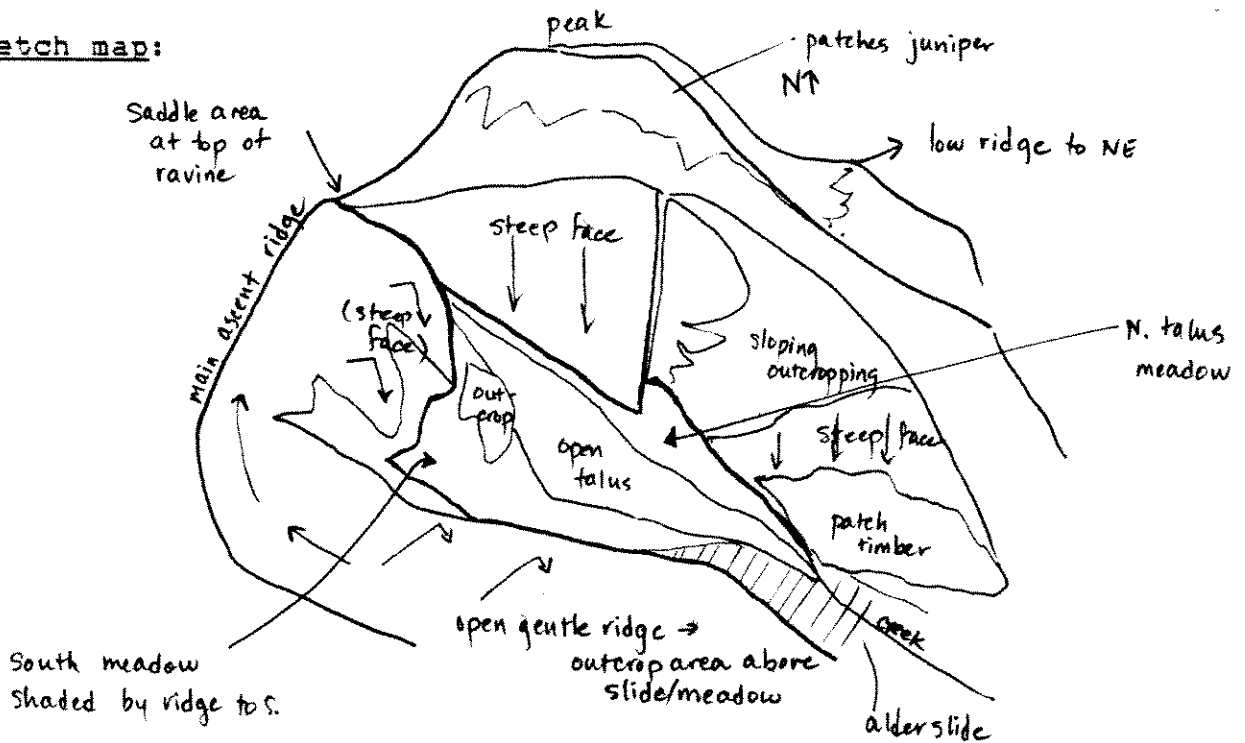 etch map:
peak
patches juniper
N↑
Saddle area
at top of
ravine
low ridge to NE
main ascent ridge
steep face
(steep
face)
out-
crop
sloping
outcropping
N. talus
meadow
open
talus
steep face
patch
timber
South meadow
shaded by ridge to S.
open gentle ridge →
outcrop area above
slide/meadow
creek
alder slide